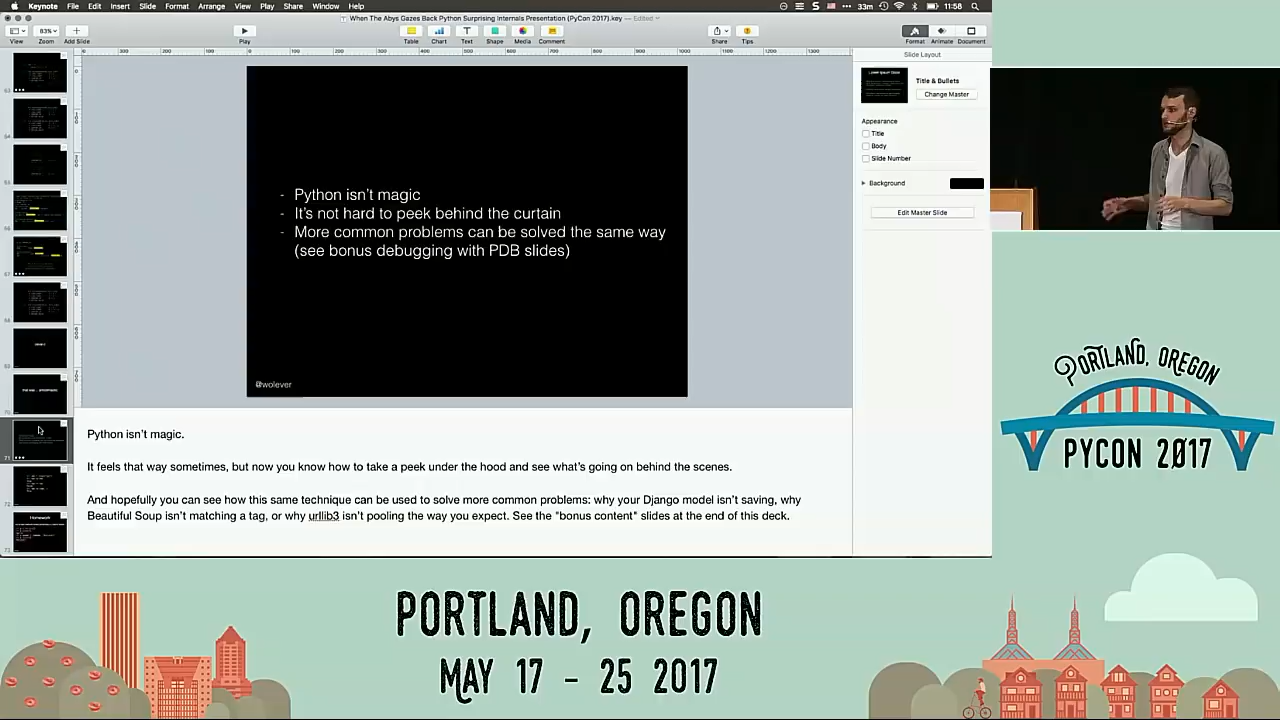 Keynote File Edit Insert Slide Format Arrange View Play Share Window Help
33m 11:58
When The Abys Gazes Back Python Surprising Internals Presentation (PyCon 2017).key — Edited
83%
View Zoom Add Slide Play Table Chart Text Shape Media Comment Share Tips Format Animate Document
Slide Layout
Title & Bullets
Change Master
Appearance
Title
Body
Slide Number
Background
Edit Master Slide
- Python isn't magic
- It's not hard to peek behind the curtain
- More common problems can be solved the same way
(see bonus debugging with PDB slides)
@wolever
Python isn't magic.
It feels that way sometimes, but now you know how to take a peek under the hood and see what's going on behind the scenes.
And hopefully you can see how this same technique can be used to solve more common problems: why your Django model isn't saving, why
Beautiful Soup isn't matching a tag, or why urllib3 isn't pooling the way you expect. See the "bonus content" slides at the end of this deck.
Homework
PORTLAND, OREGON
PYCON 2017
PORTLAND, OREGON
MAY 17 - 25 2017